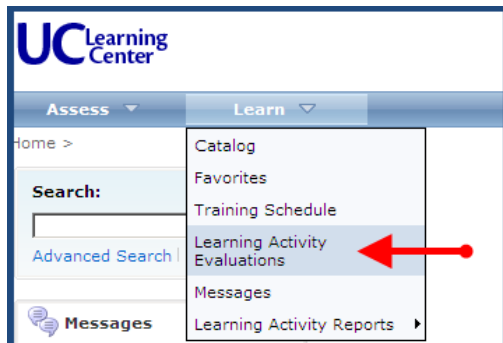 UC Learning
Center
Assess Learn
Home >
Catalog
Favorites
Search:
Training Schedule
Learning Activity
Evaluations
Advanced Search
Messages
Messages
Learning Activity Reports